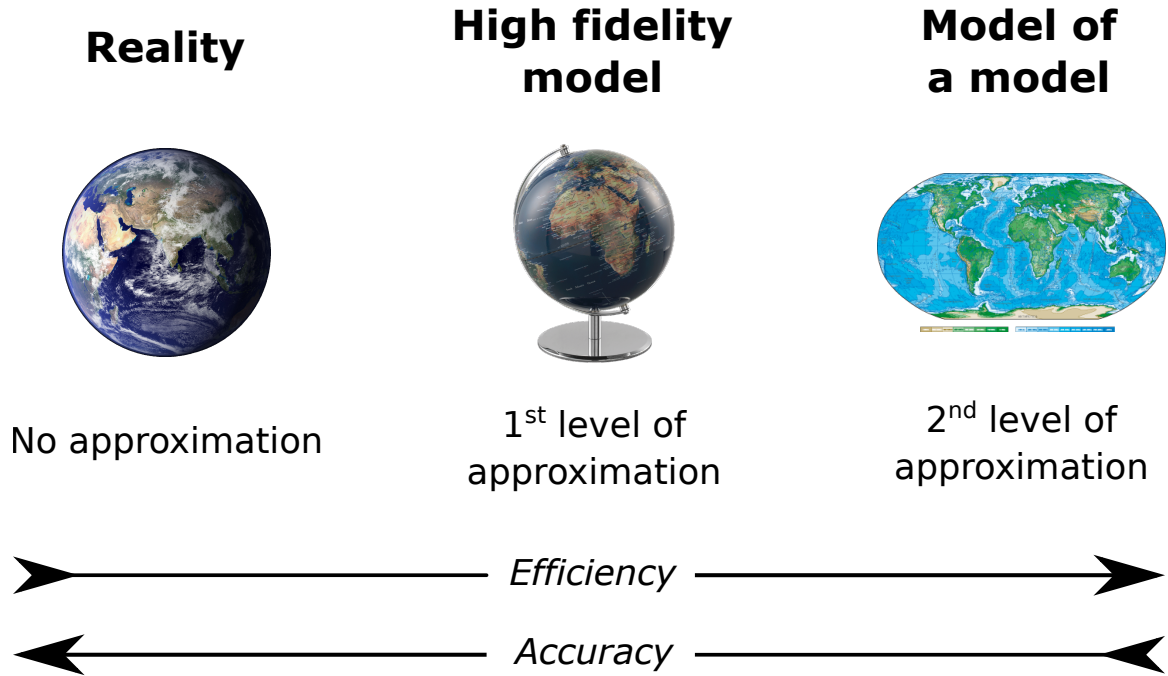 Reality
High fidelity
model
Model of
a model
No approximation
1st level of
approximation
2nd level of
approximation
Efficiency
Accuracy